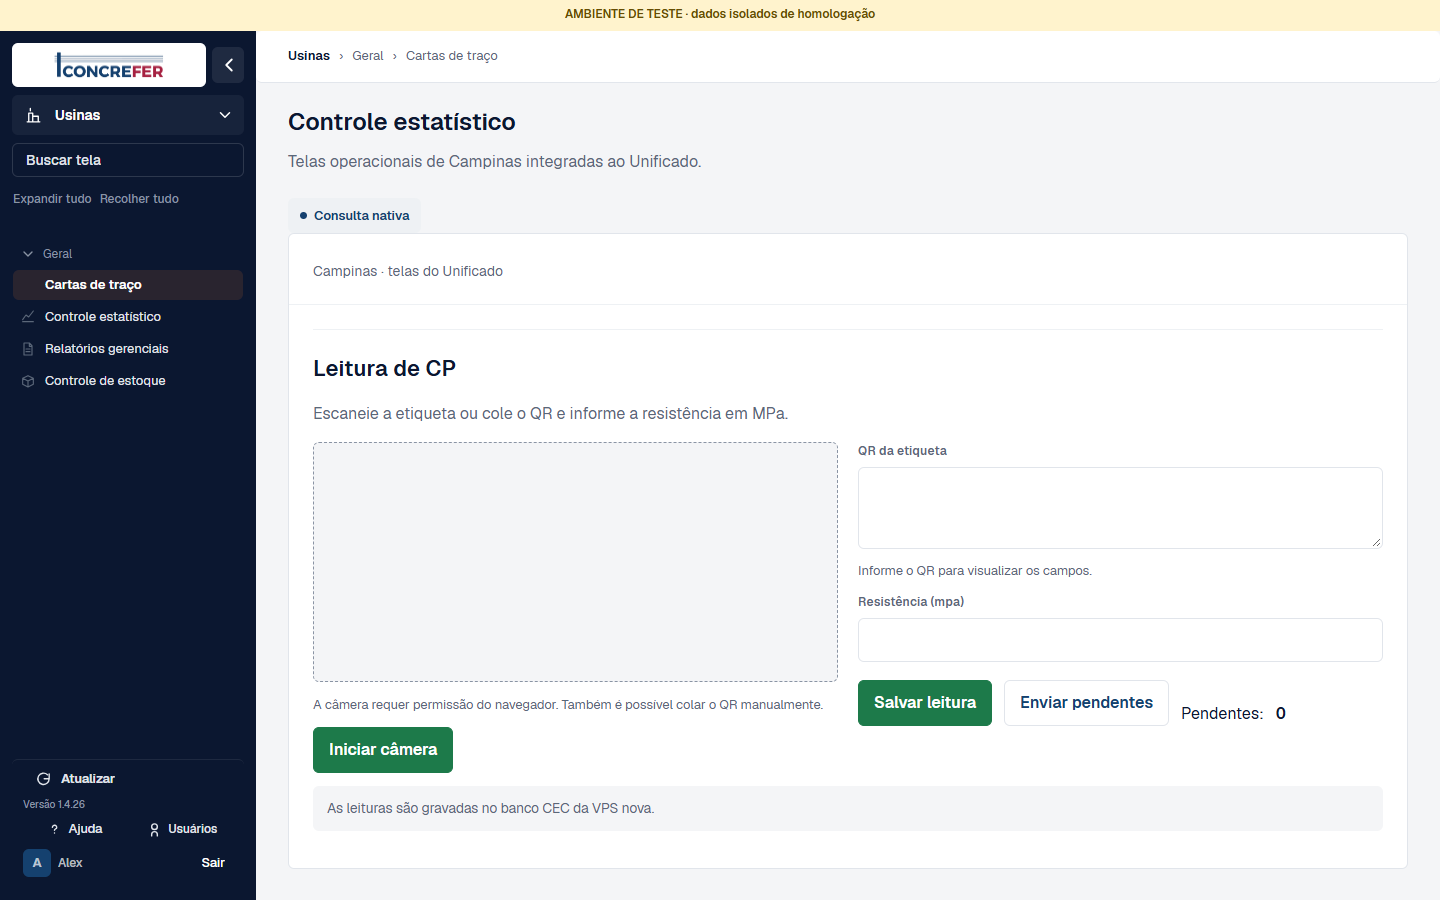 AMBIENTE DE TESTE · dados isolados de homologação
CONCREFER
Usinas
Buscar tela
Expandir tudo Recolher tudo
Geral
Cartas de traço
Controle estatístico
Relatórios gerenciais
Controle de estoque
Atualizar
Versão 1.4.26
? Ajuda Usuários
A Alex Sair
Usinas › Geral › Cartas de traço
Controle estatístico
Telas operacionais de Campinas integradas ao Unificado.
Consulta nativa
Campinas · telas do Unificado
Leitura de CP
Escaneie a etiqueta ou cole o QR e informe a resistência em MPa.
A câmera requer permissão do navegador. Também é possível colar o QR manualmente.
Iniciar câmera
QR da etiqueta
Informe o QR para visualizar os campos.
Resistência (mpa)
Salvar leitura Enviar pendentes Pendentes: 0
As leituras são gravadas no banco CEC da VPS nova.